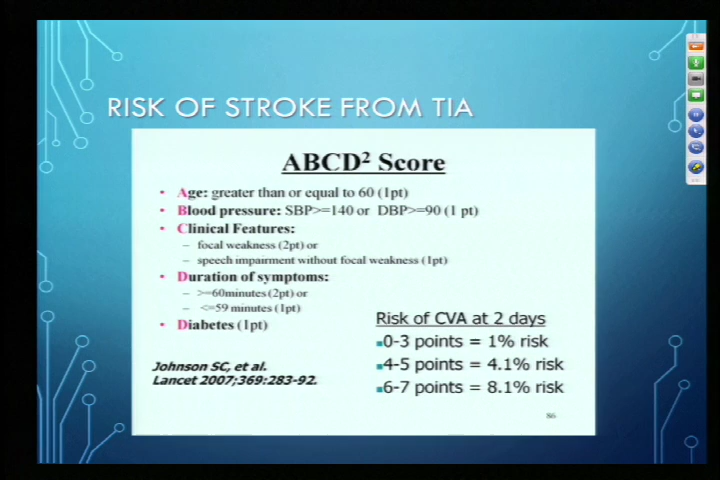 RISK OF STROKE FROM TIA
ABCD² Score
• Age: greater than or equal to 60 (1pt)
• Blood pressure: SBP>=140 or DBP>=90 (1 pt)
• Clinical Features:
– focal weakness (2pt) or
– speech impairment without focal weakness (1pt)
• Duration of symptoms:
– >=60minutes (2pt) or
– <=59 minutes (1pt)
• Diabetes (1pt)
Risk of CVA at 2 days
▪0-3 points = 1% risk
▪4-5 points = 4.1% risk
▪6-7 points = 8.1% risk
Johnson SC, et al.
Lancet 2007;369:283-92.
86